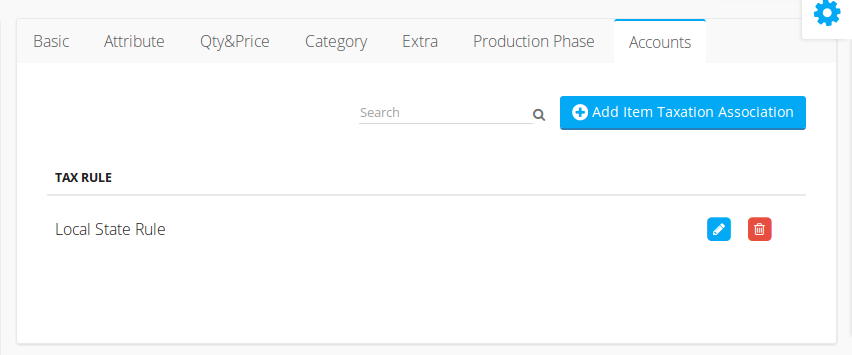 Basic Attribute Qty&Price Category Extra Production Phase Accounts
Search Add Item Taxation Association
TAX RULE
Local State Rule